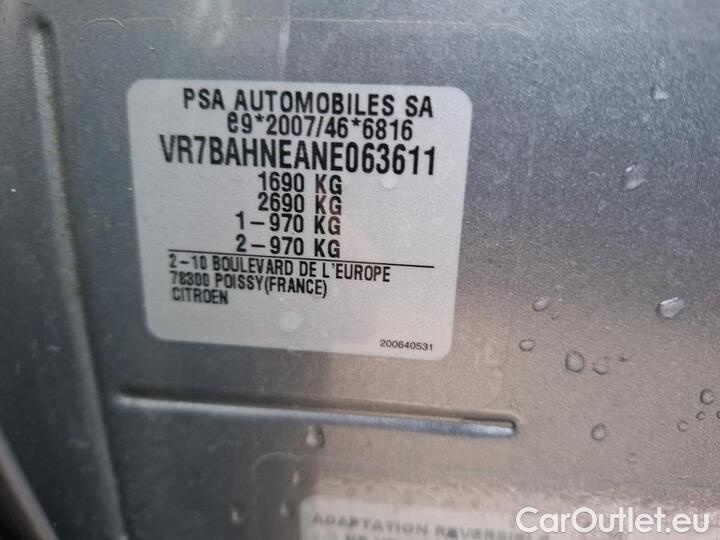 PSA AUTOMOBILES SA
e9*2007/46*6816
VR7BAHNEANE063611
1690 KG
2690 KG
1-970 KG
2-970 KG
2-10 BOULEVARD DE L'EUROPE
78300 POISSY(FRANCE)
CITROEN
200640531
ADAPTATION REVERSIBLE
CarOutlet.eu